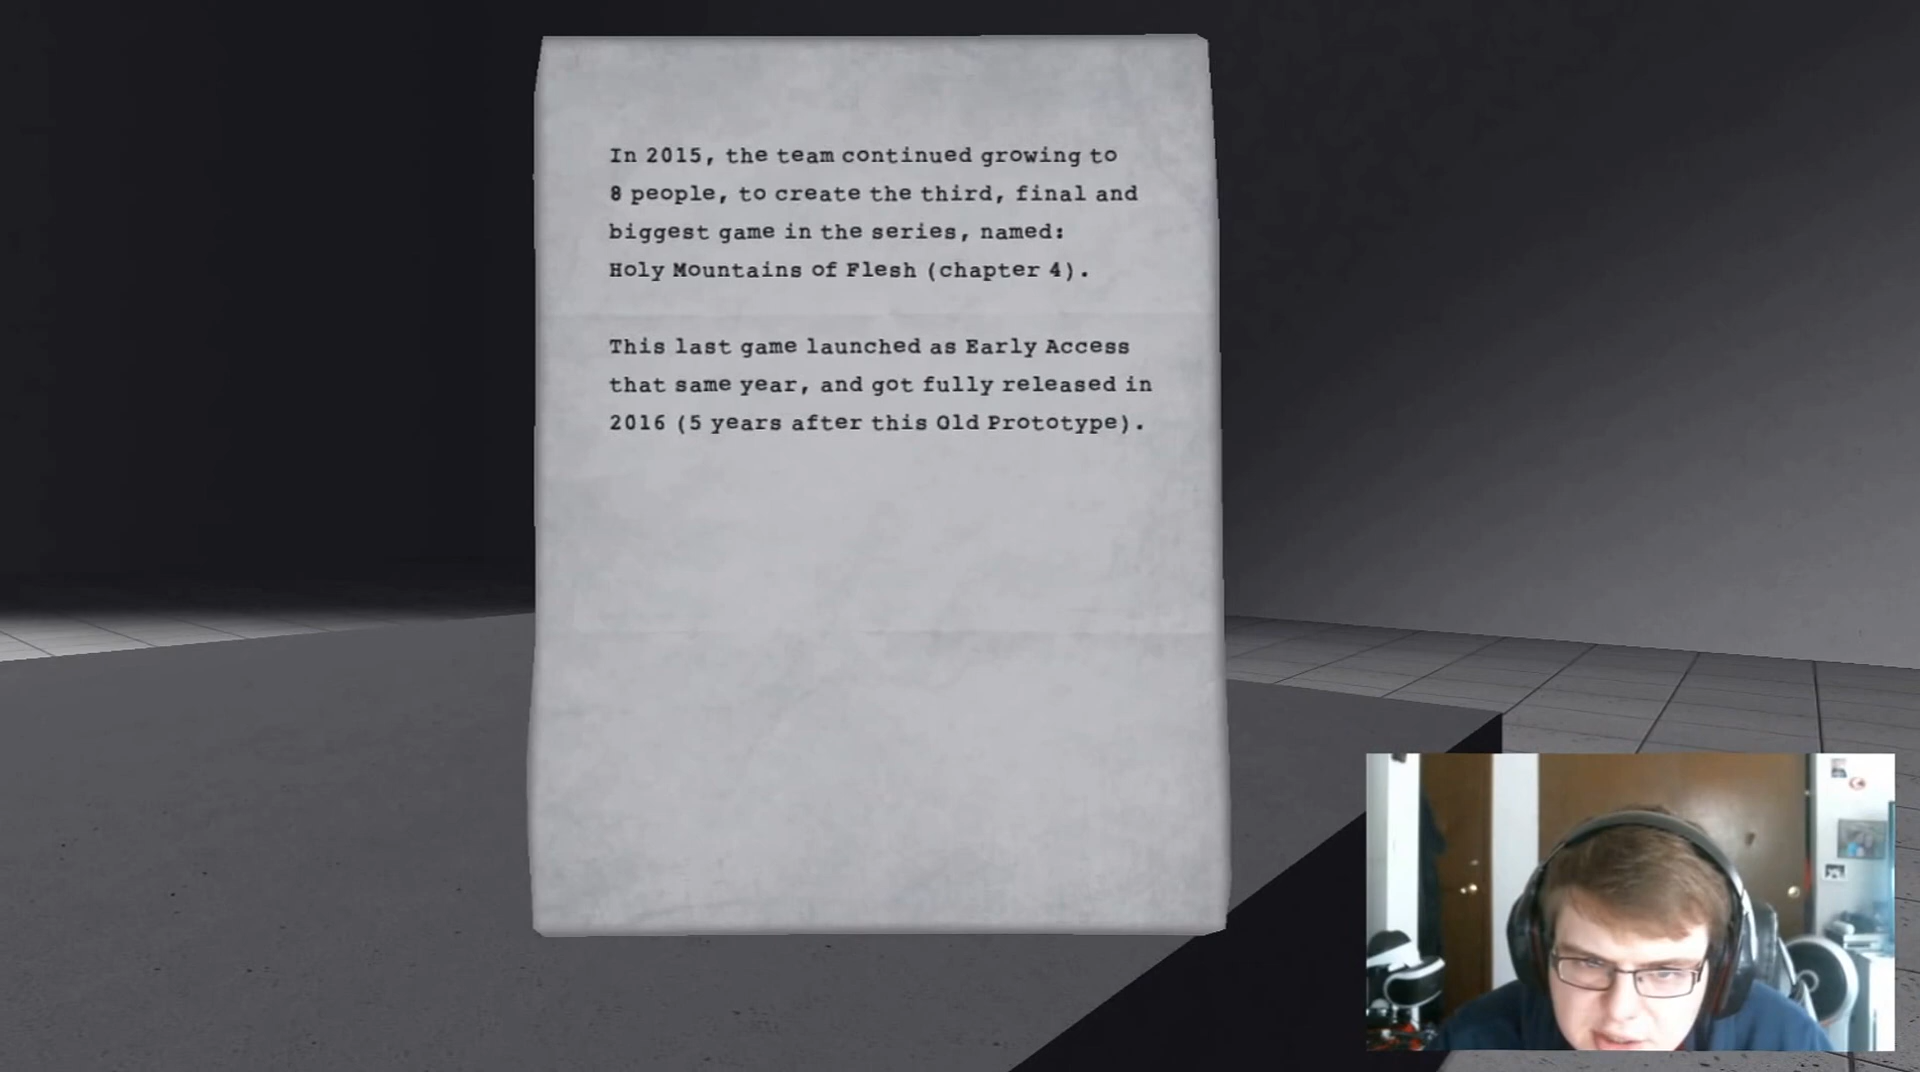 In 2015, the team continued growing to
8 people, to create the third, final and
biggest game in the series, named:
Holy Mountains of Flesh (chapter 4).
This last game launched as Early Access
that same year, and got fully released in
2016 (5 years after this Old Prototype).